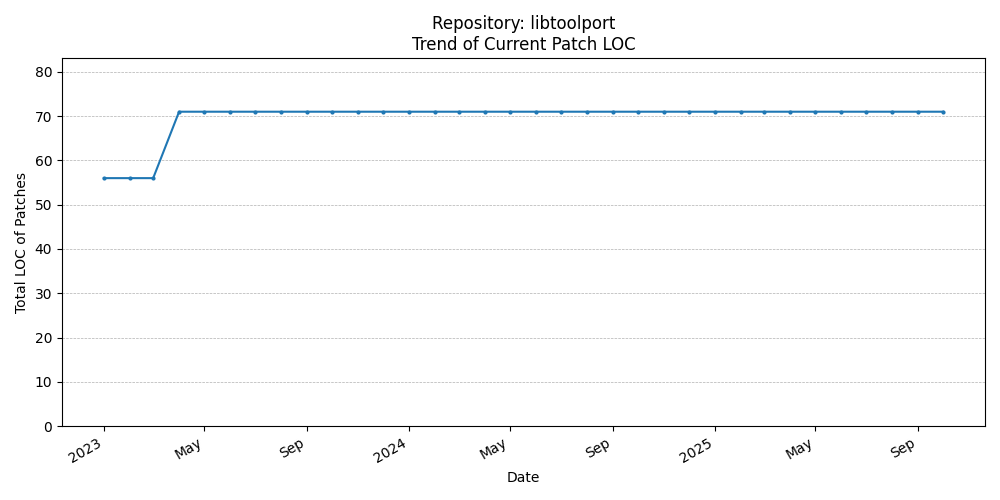 Repository: libtoolport
Trend of Current Patch LOC
80
70
60
50
40
30
20
10
0
Total LOC of Patches
2023
May
Sep
2024
May
Sep
2025
May
Sep
Date